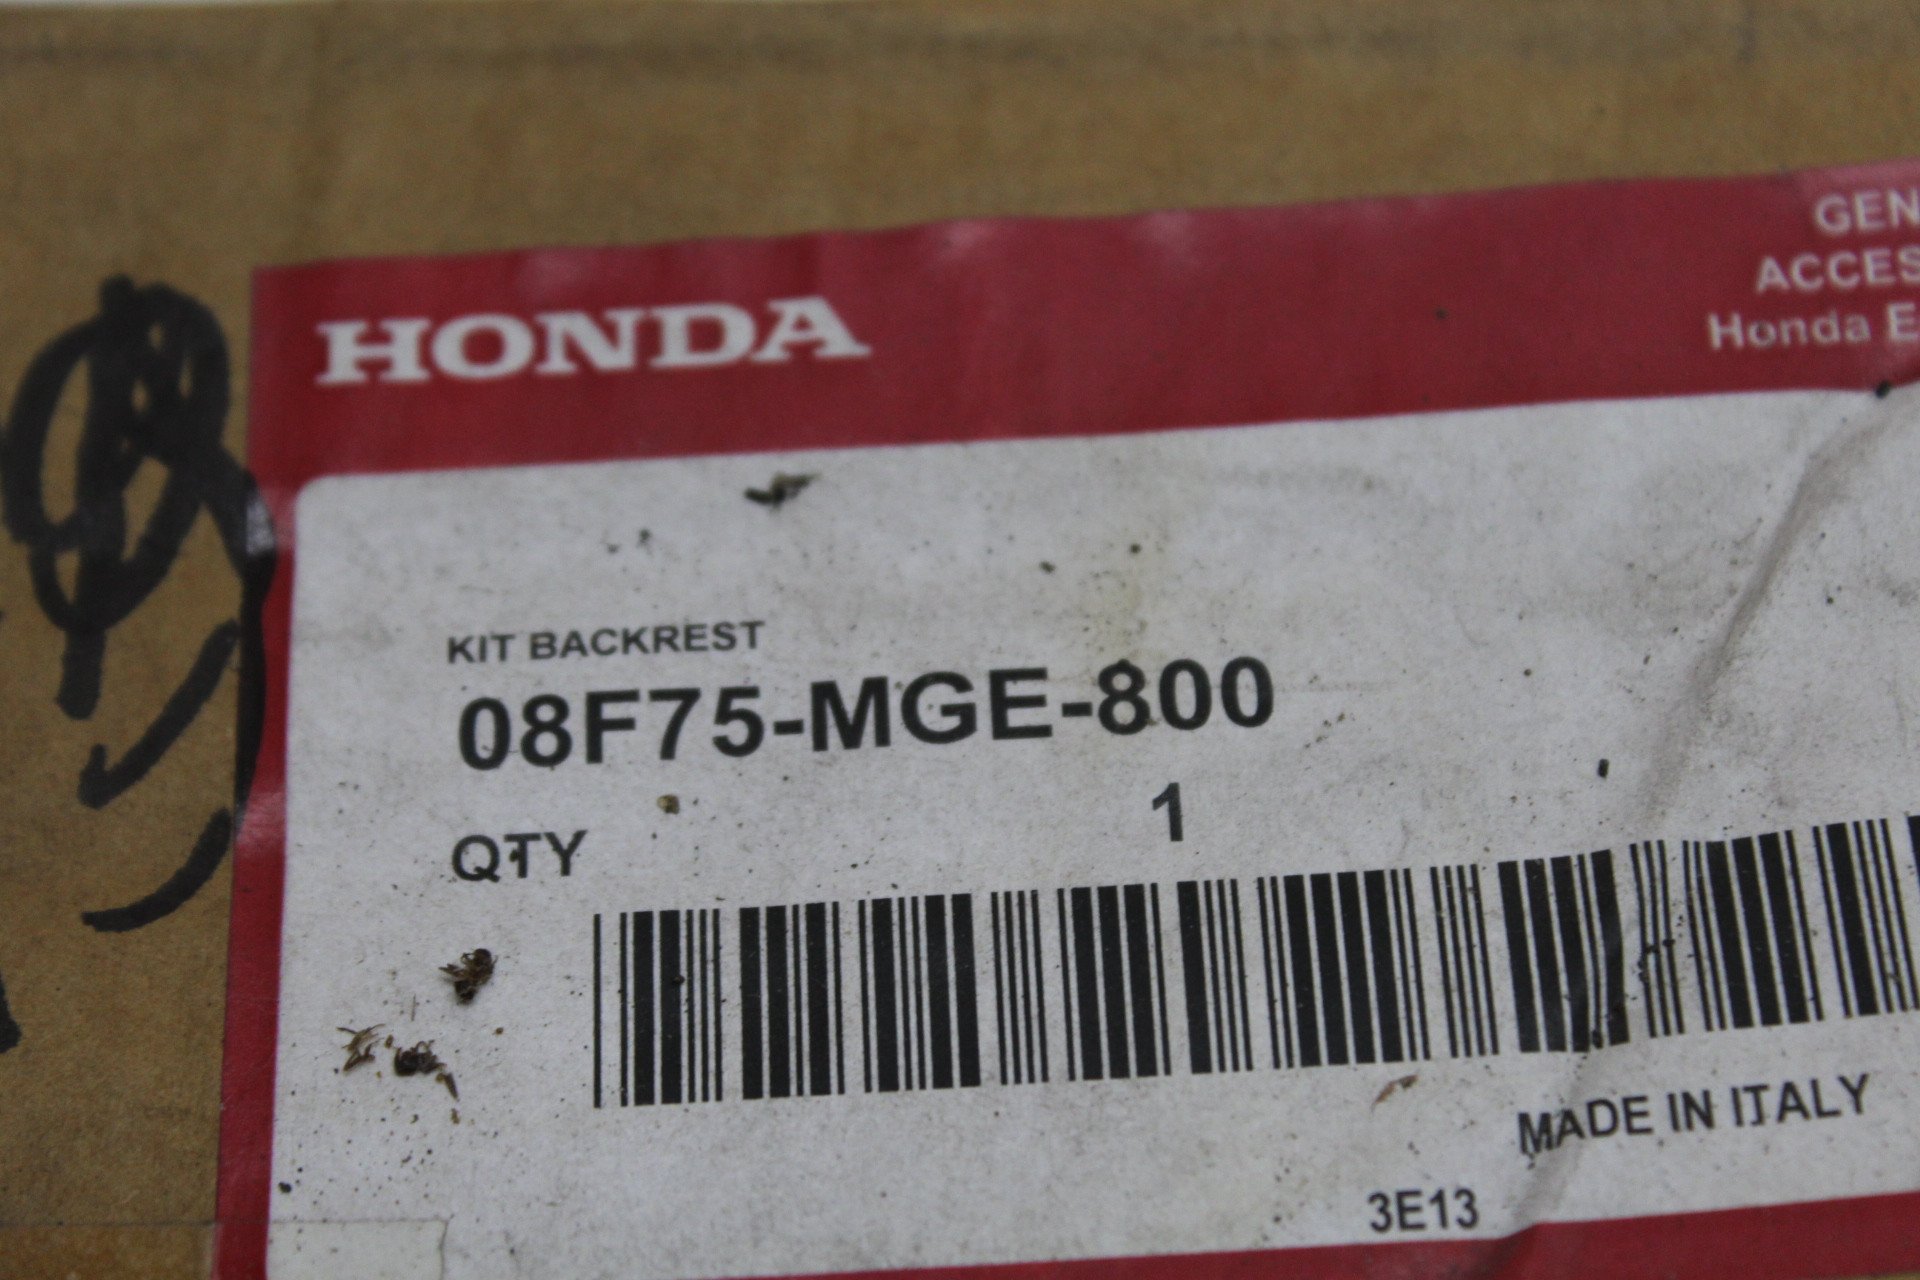 HONDA
GEN
ACCES
Honda E
KIT BACKREST
08F75-MGE-800
QTY 1
MADE IN ITALY
3E13